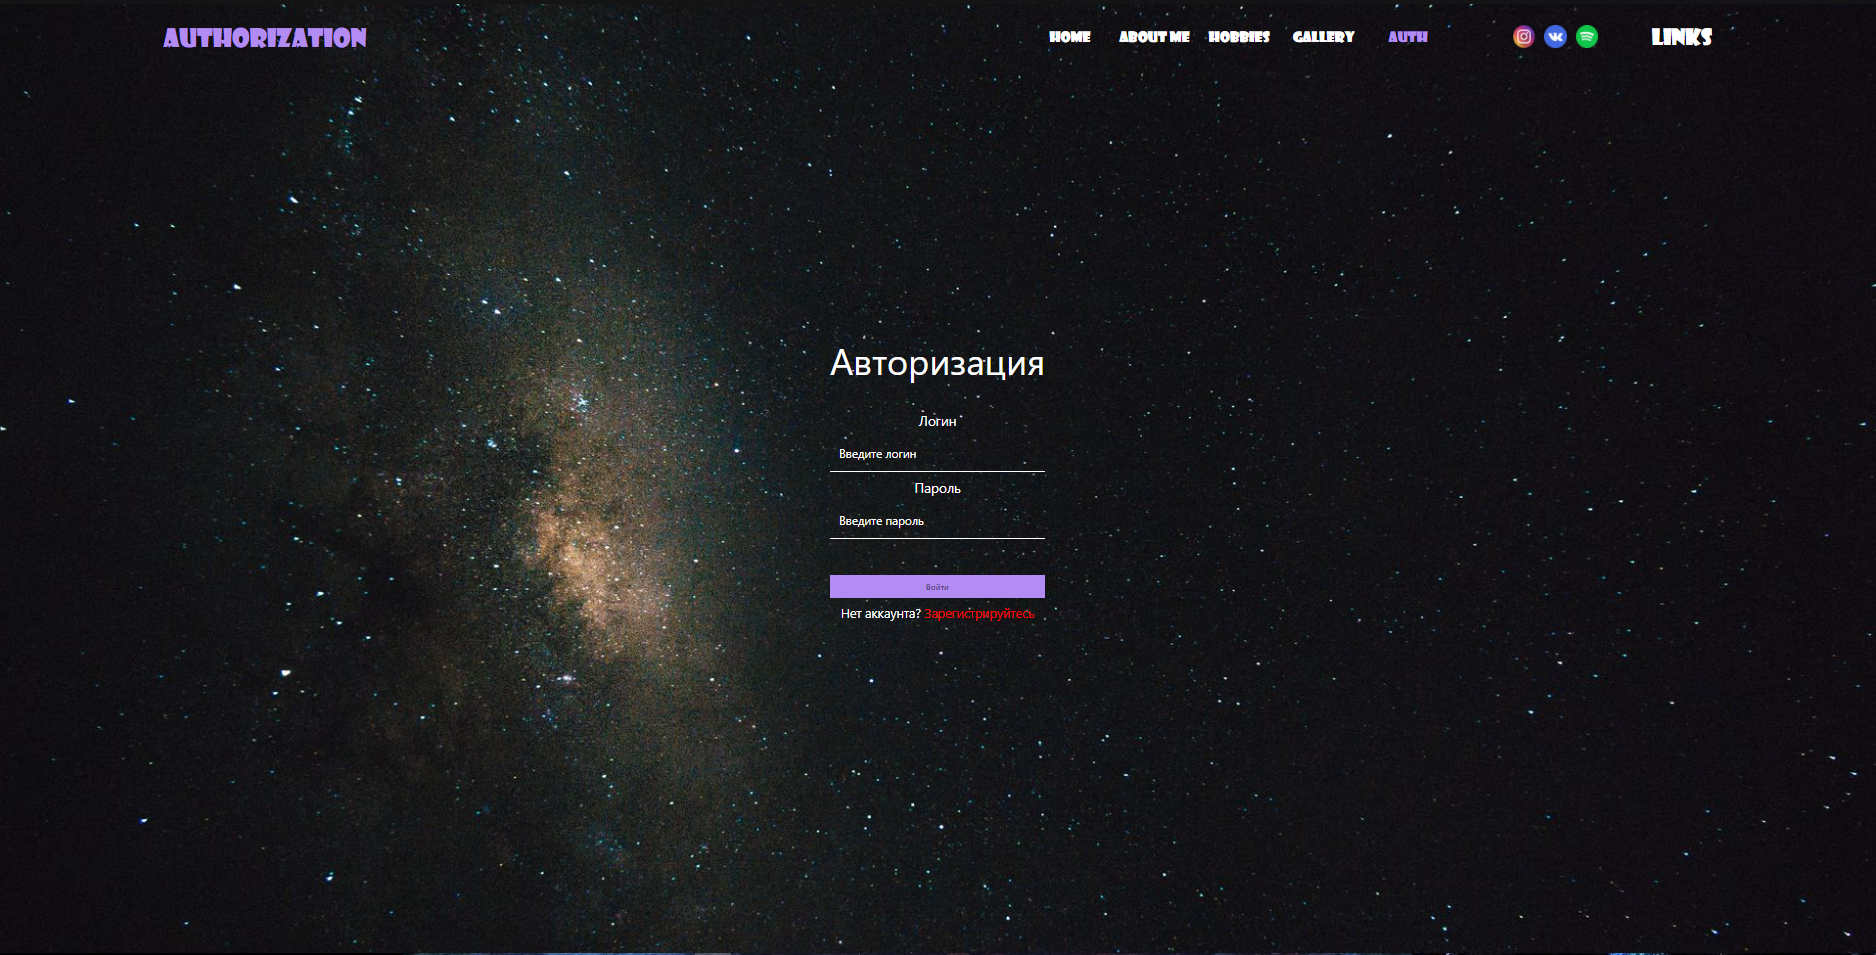 AUTHORIZATION
HOME ABOUT ME HOBBIES GALLERY AUTH LINKS
Авторизация
Логин
Введите логин
Пароль
Введите пароль
Войти
Нет аккаунта? Зарегистрируйтесь